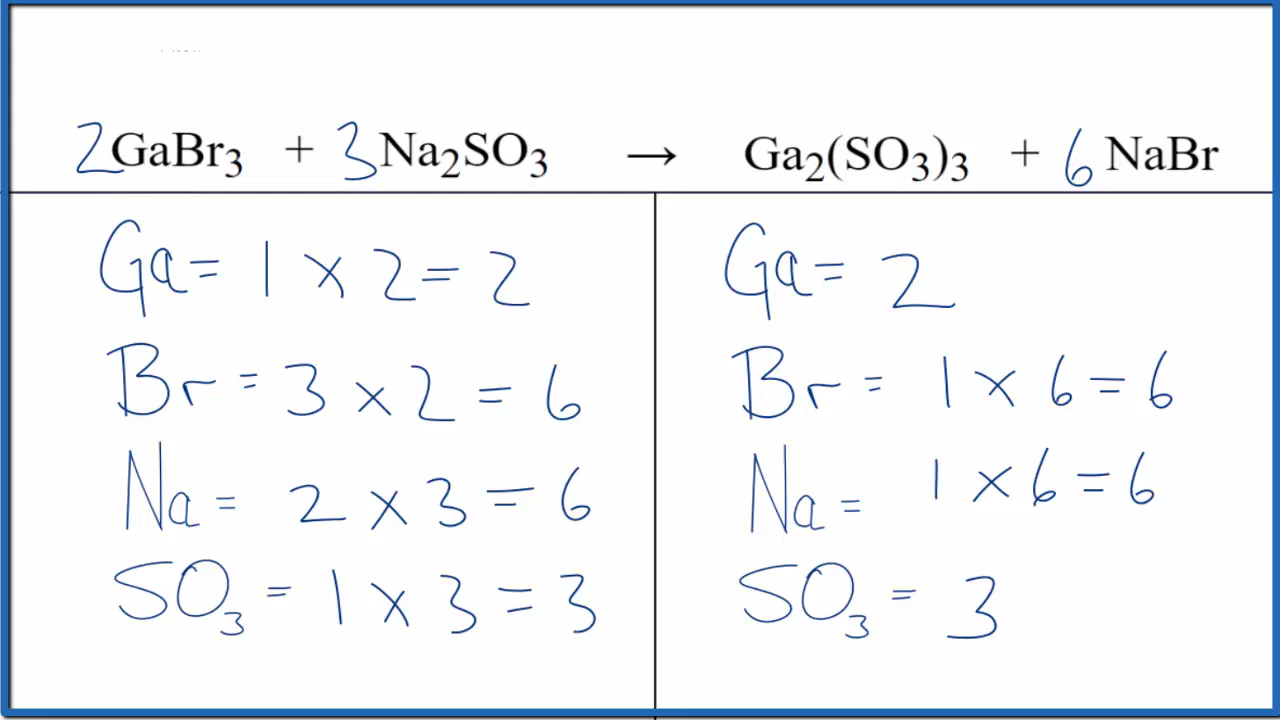 2GaBr₃ + 3Na₂SO₃ → Ga₂(SO₃)₃ + 6NaBr
Ga = 1 x 2 = 2
Br = 3 x 2 = 6
Na = 2 x 3 = 6
SO₃ = 1 x 3 = 3
Ga = 2
Br = 1 x 6 = 6
Na = 1 x 6 = 6
SO₃ = 3